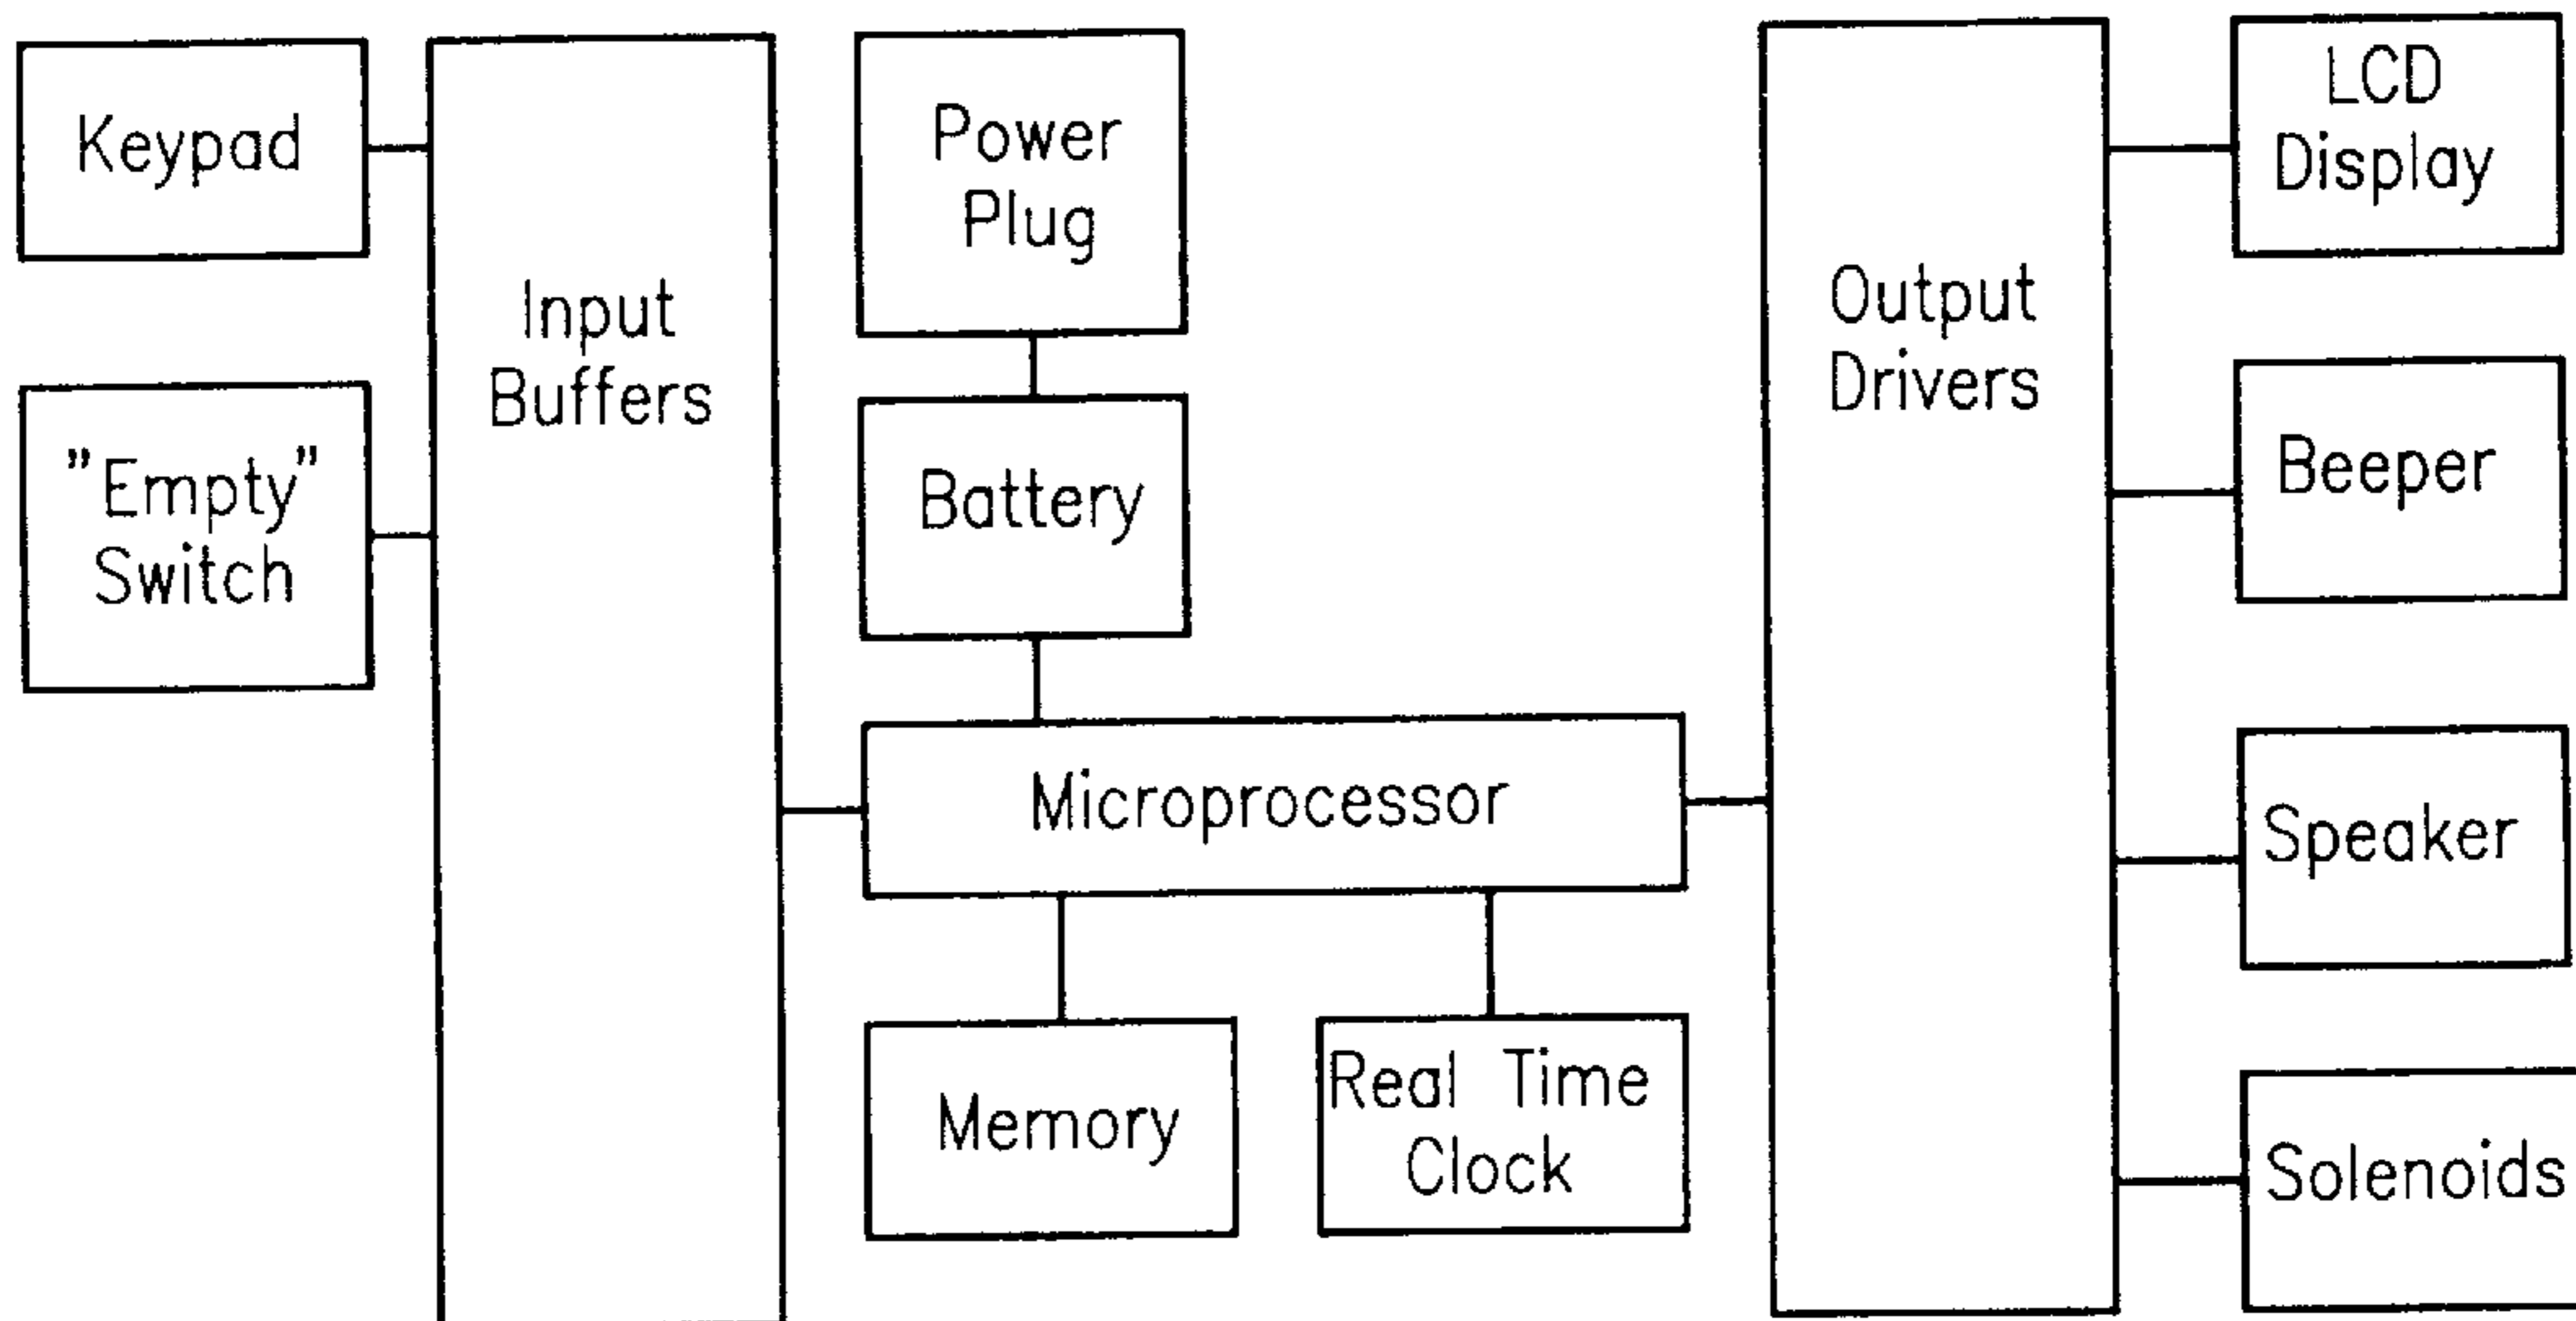 Keypad
"Empty"
Switch
Input
Buffers
Power
Plug
Battery
Microprocessor
Memory
Real Time
Clock
Output
Drivers
LCD
Display
Beeper
Speaker
Solenoids